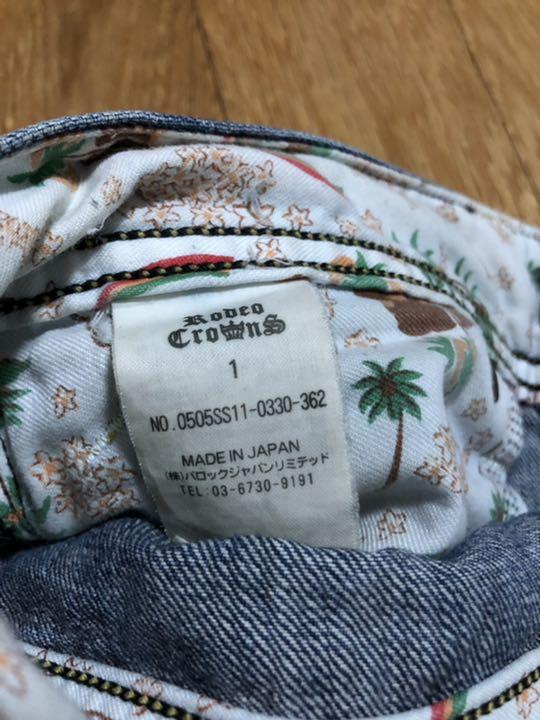 Rodeo
CroWnS
1
NO.0505SS11-0330-362
MADE IN JAPAN
(株)バロックジャパンリミテッド
TEL:03-6730-9191